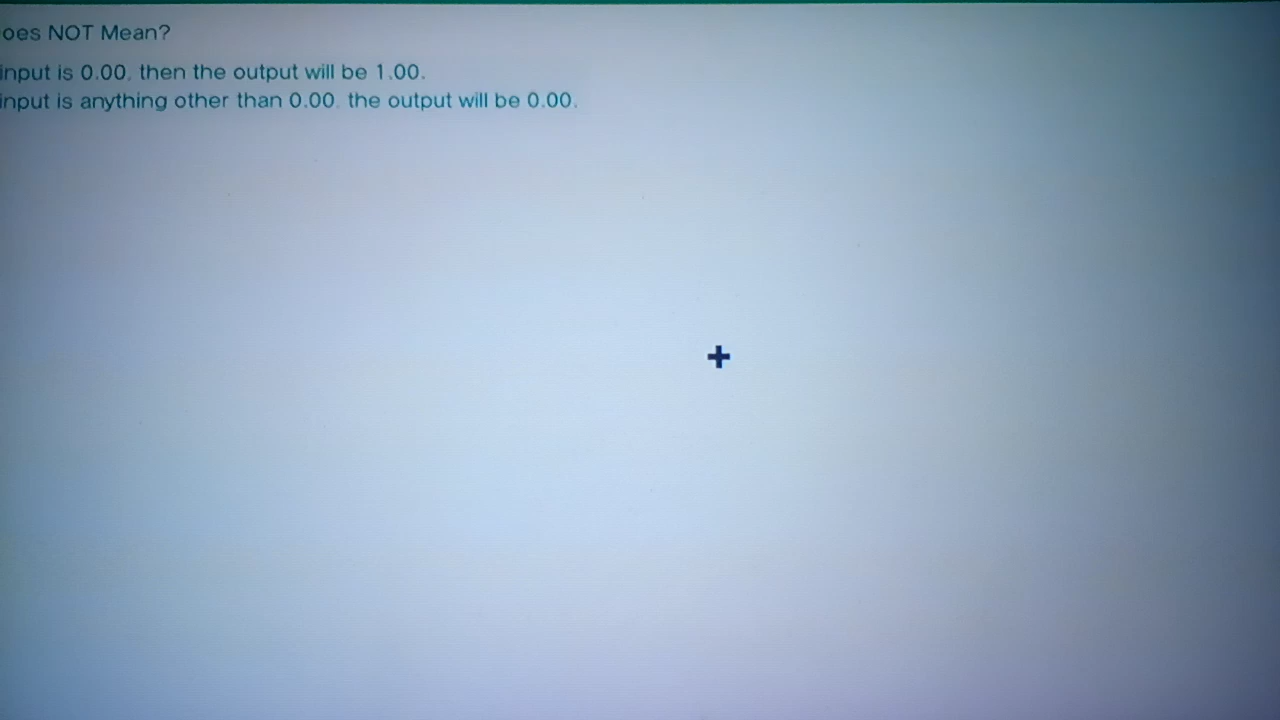 oes NOT Mean?
input is 0.00, then the output will be 1.00.
input is anything other than 0.00, the output will be 0.00.